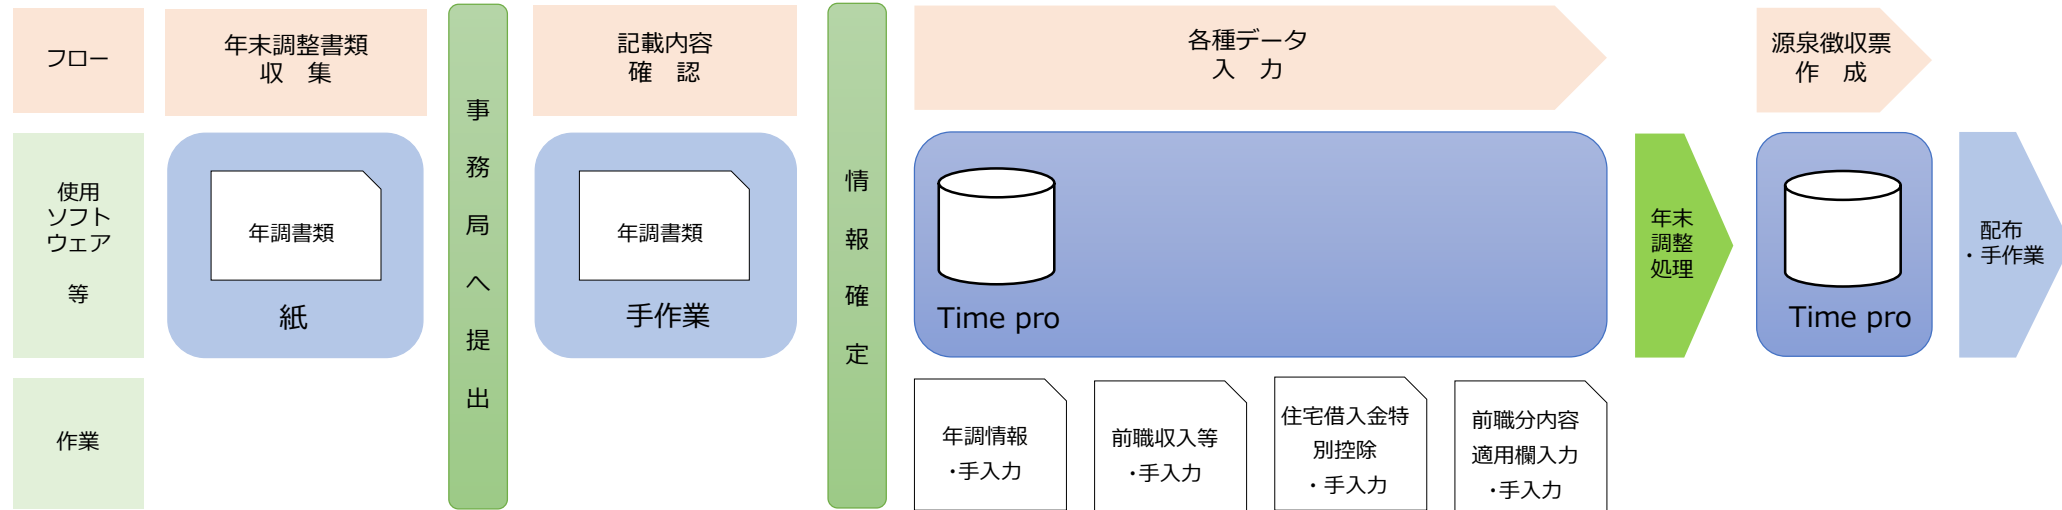 フロー
年末調整書類
収　集
事務局へ提出
記載内容
確　認
情報確定
各種データ
入　力
源泉徴収票
作　成
使用
ソフト
ウェア
等
年調書類
紙
年調書類
手作業
Time pro
年末
調整
処理
Time pro
配布
・手作業
作業
年調情報
・手入力
前職収入等
・手入力
住宅借入金特
別控除
・手入力
前職分内容
適用欄入力
・手入力